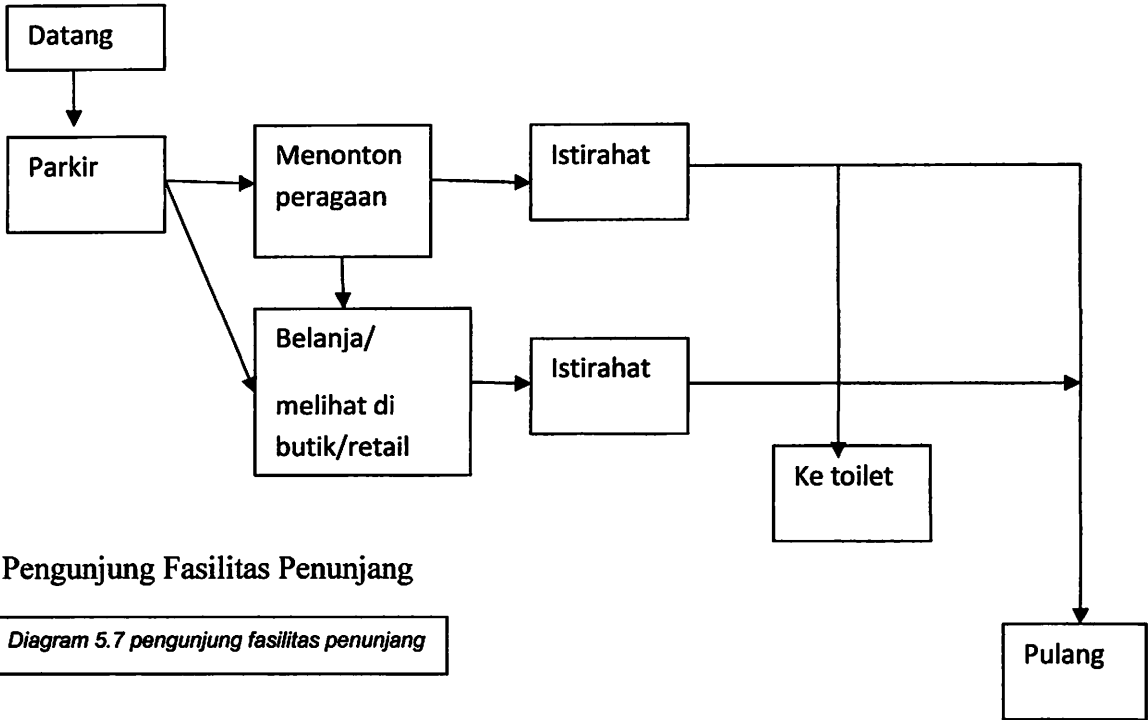 Datang
Parkir
Menonton
peragaan
Istirahat
Belanja/
melihat di
butik/retail
Istirahat
Ke toilet
Pengunjung Fasilitas Penunjang
Diagram 5.7 pengunjung fasilitas penunjang
Pulang